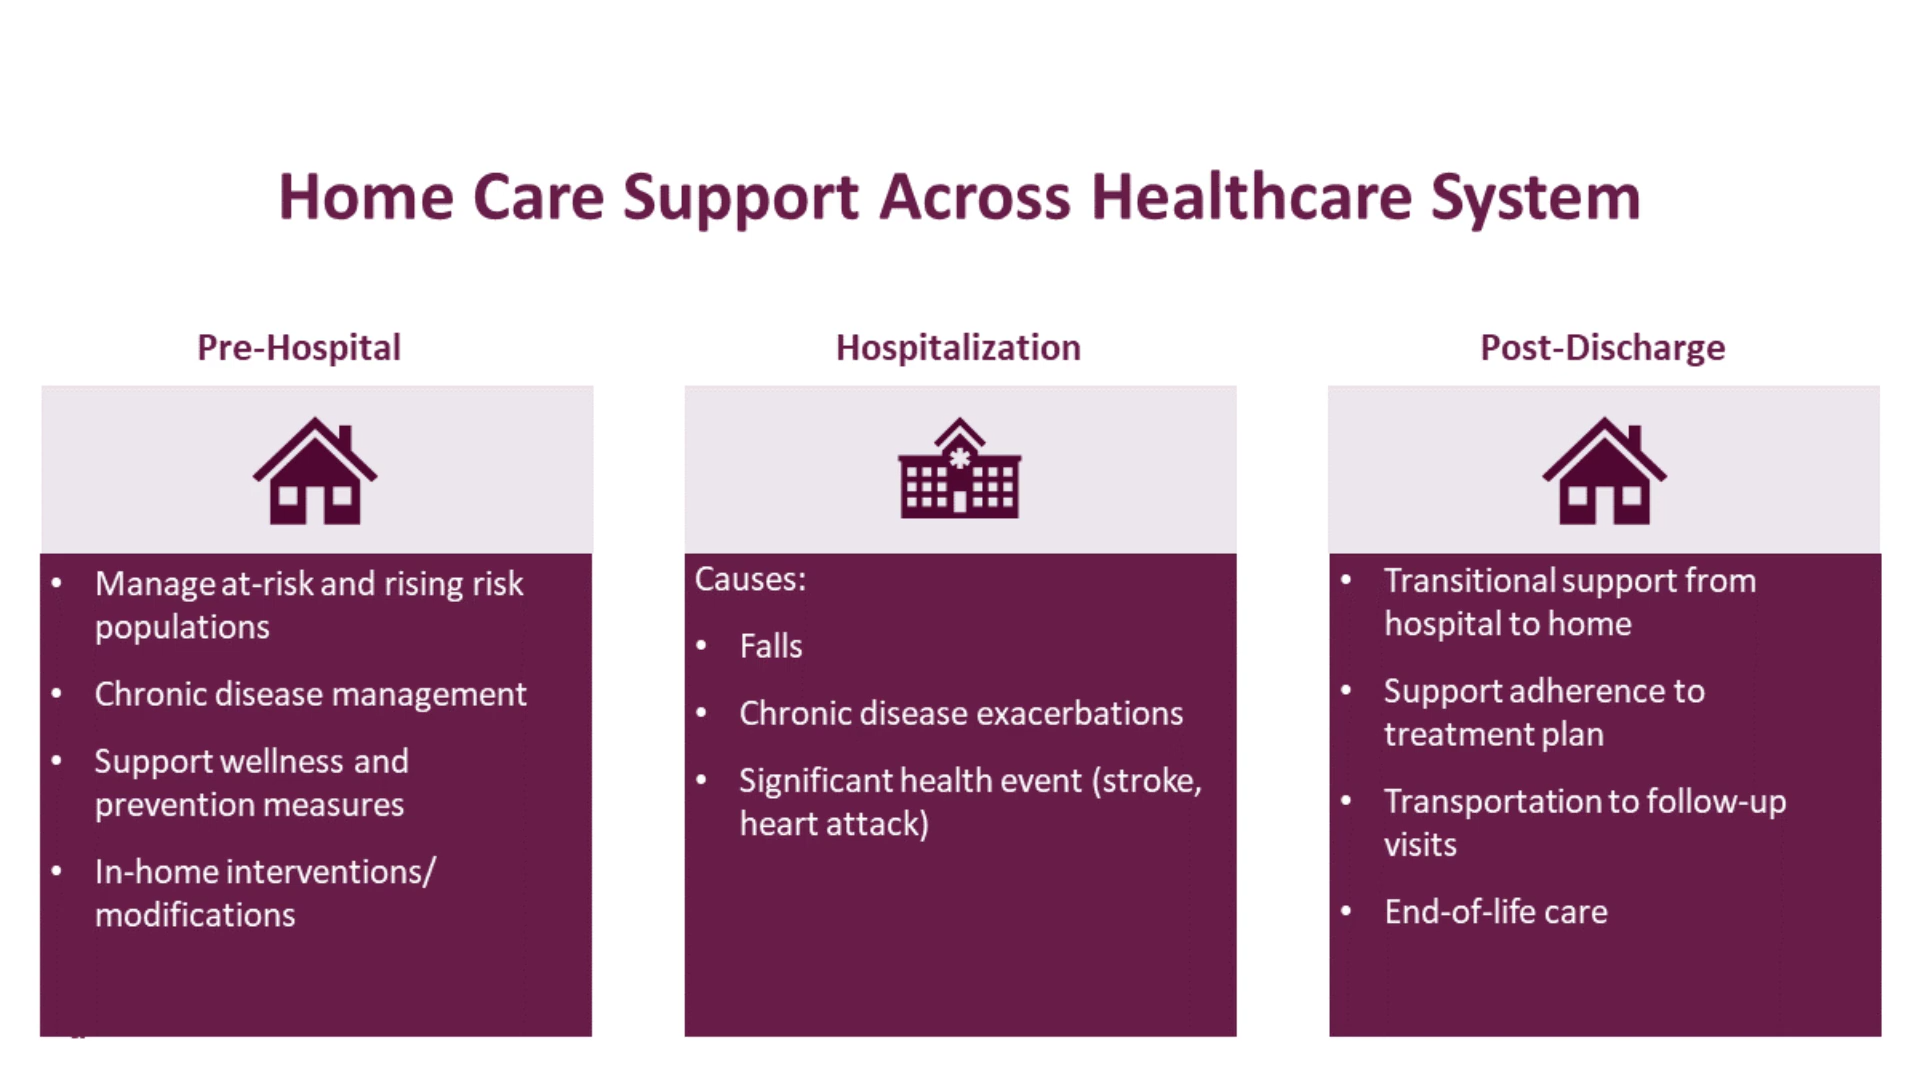 Home Care Support Across Healthcare System
Pre-Hospital
• Manage at-risk and rising risk
populations
• Chronic disease management
• Support wellness and
prevention measures
• In-home interventions/
modifications
Hospitalization
Causes:
• Falls
• Chronic disease exacerbations
• Significant health event (stroke,
heart attack)
Post-Discharge
• Transitional support from
hospital to home
• Support adherence to
treatment plan
• Transportation to follow-up
visits
• End-of-life care